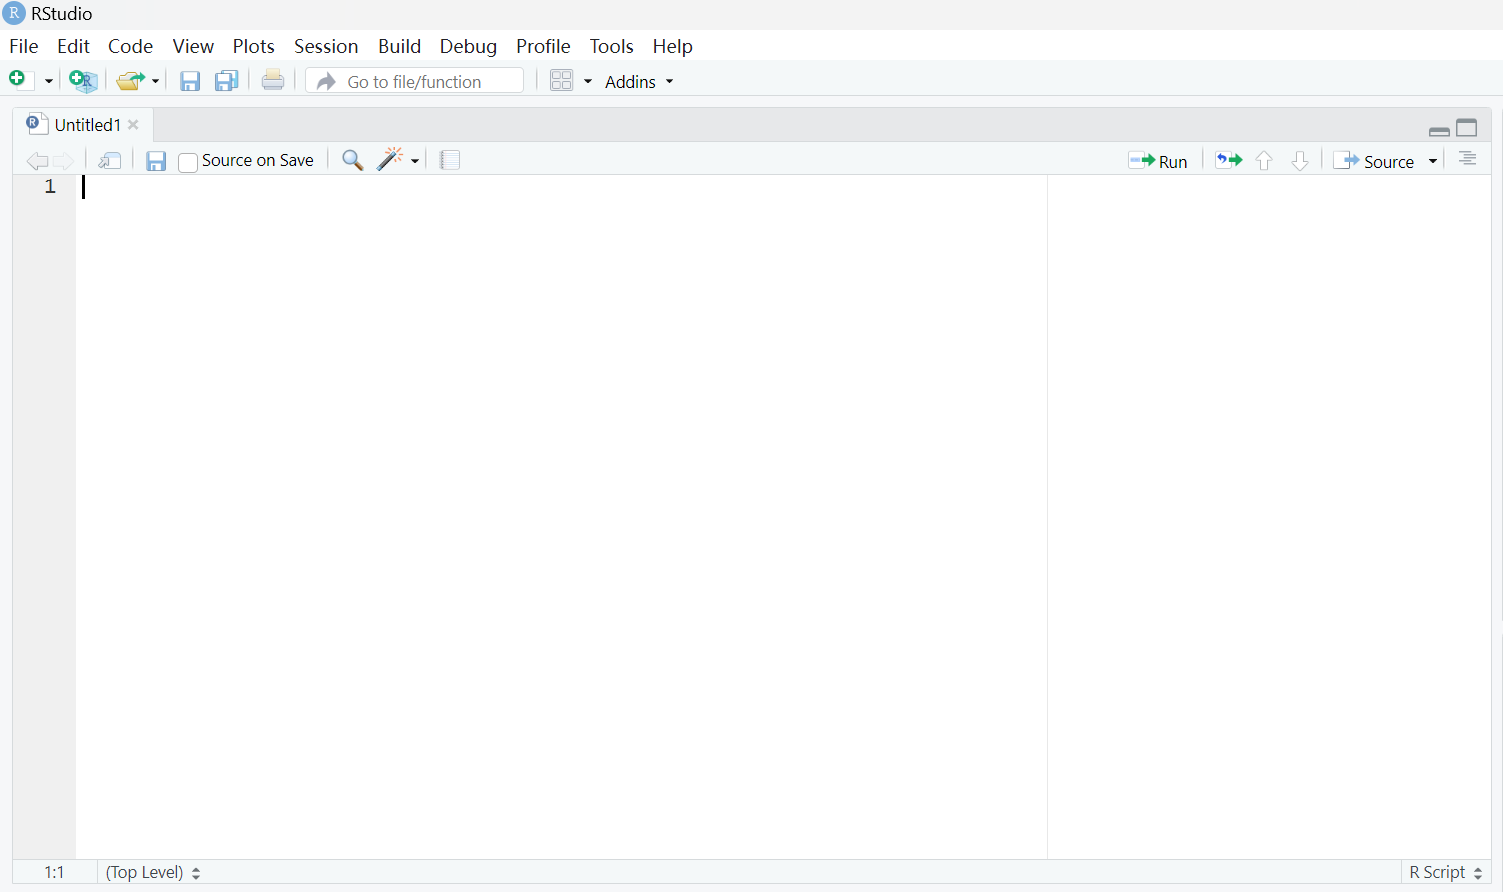 R RStudio
File Edit Code View Plots Session Build Debug Profile Tools Help
R Go to file/function Addins
R Untitled1
Source on Save Run Source
1
1:1 (Top Level) R Script